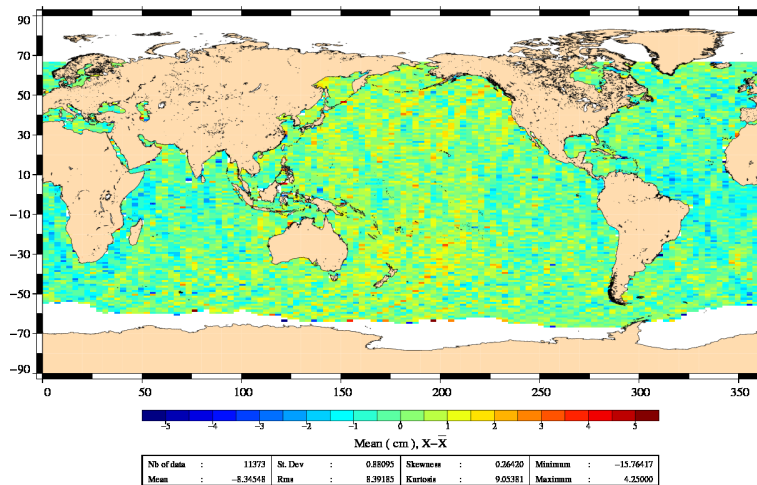 90
70
50
30
10
−10
−30
−50
−70
−90
0 50 100 150 200 250 300 350
−5 −4 −3 −2 −1 0 1 2 3 4 5
Mean ( cm ), X−X̅
Nb of data : 11373 St. Dev : 0.88095 Skewness : 0.26420 Minimum : −15.76417
Mean : −8.34548 Rms : 8.39185 Kurtosis : 9.05381 Maximum : 4.25000